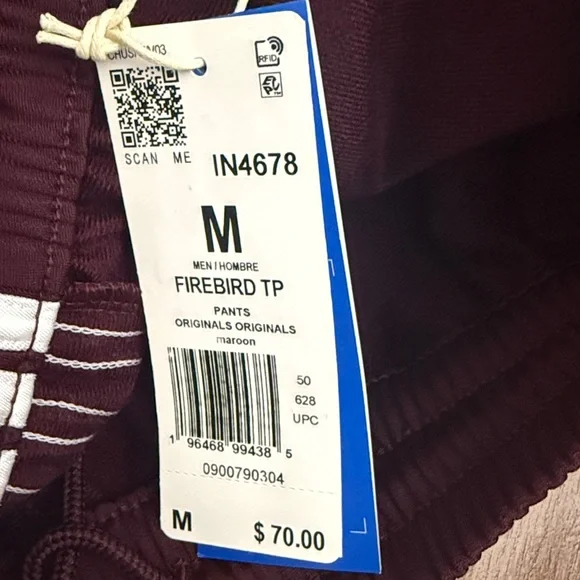 RFID
SCAN ME
IN4678
M
MEN / HOMBRE
FIREBIRD TP
PANTS
ORIGINALS ORIGINALS
maroon
50
628
UPC
1 96468 99438 5
0900790304
M $ 70.00